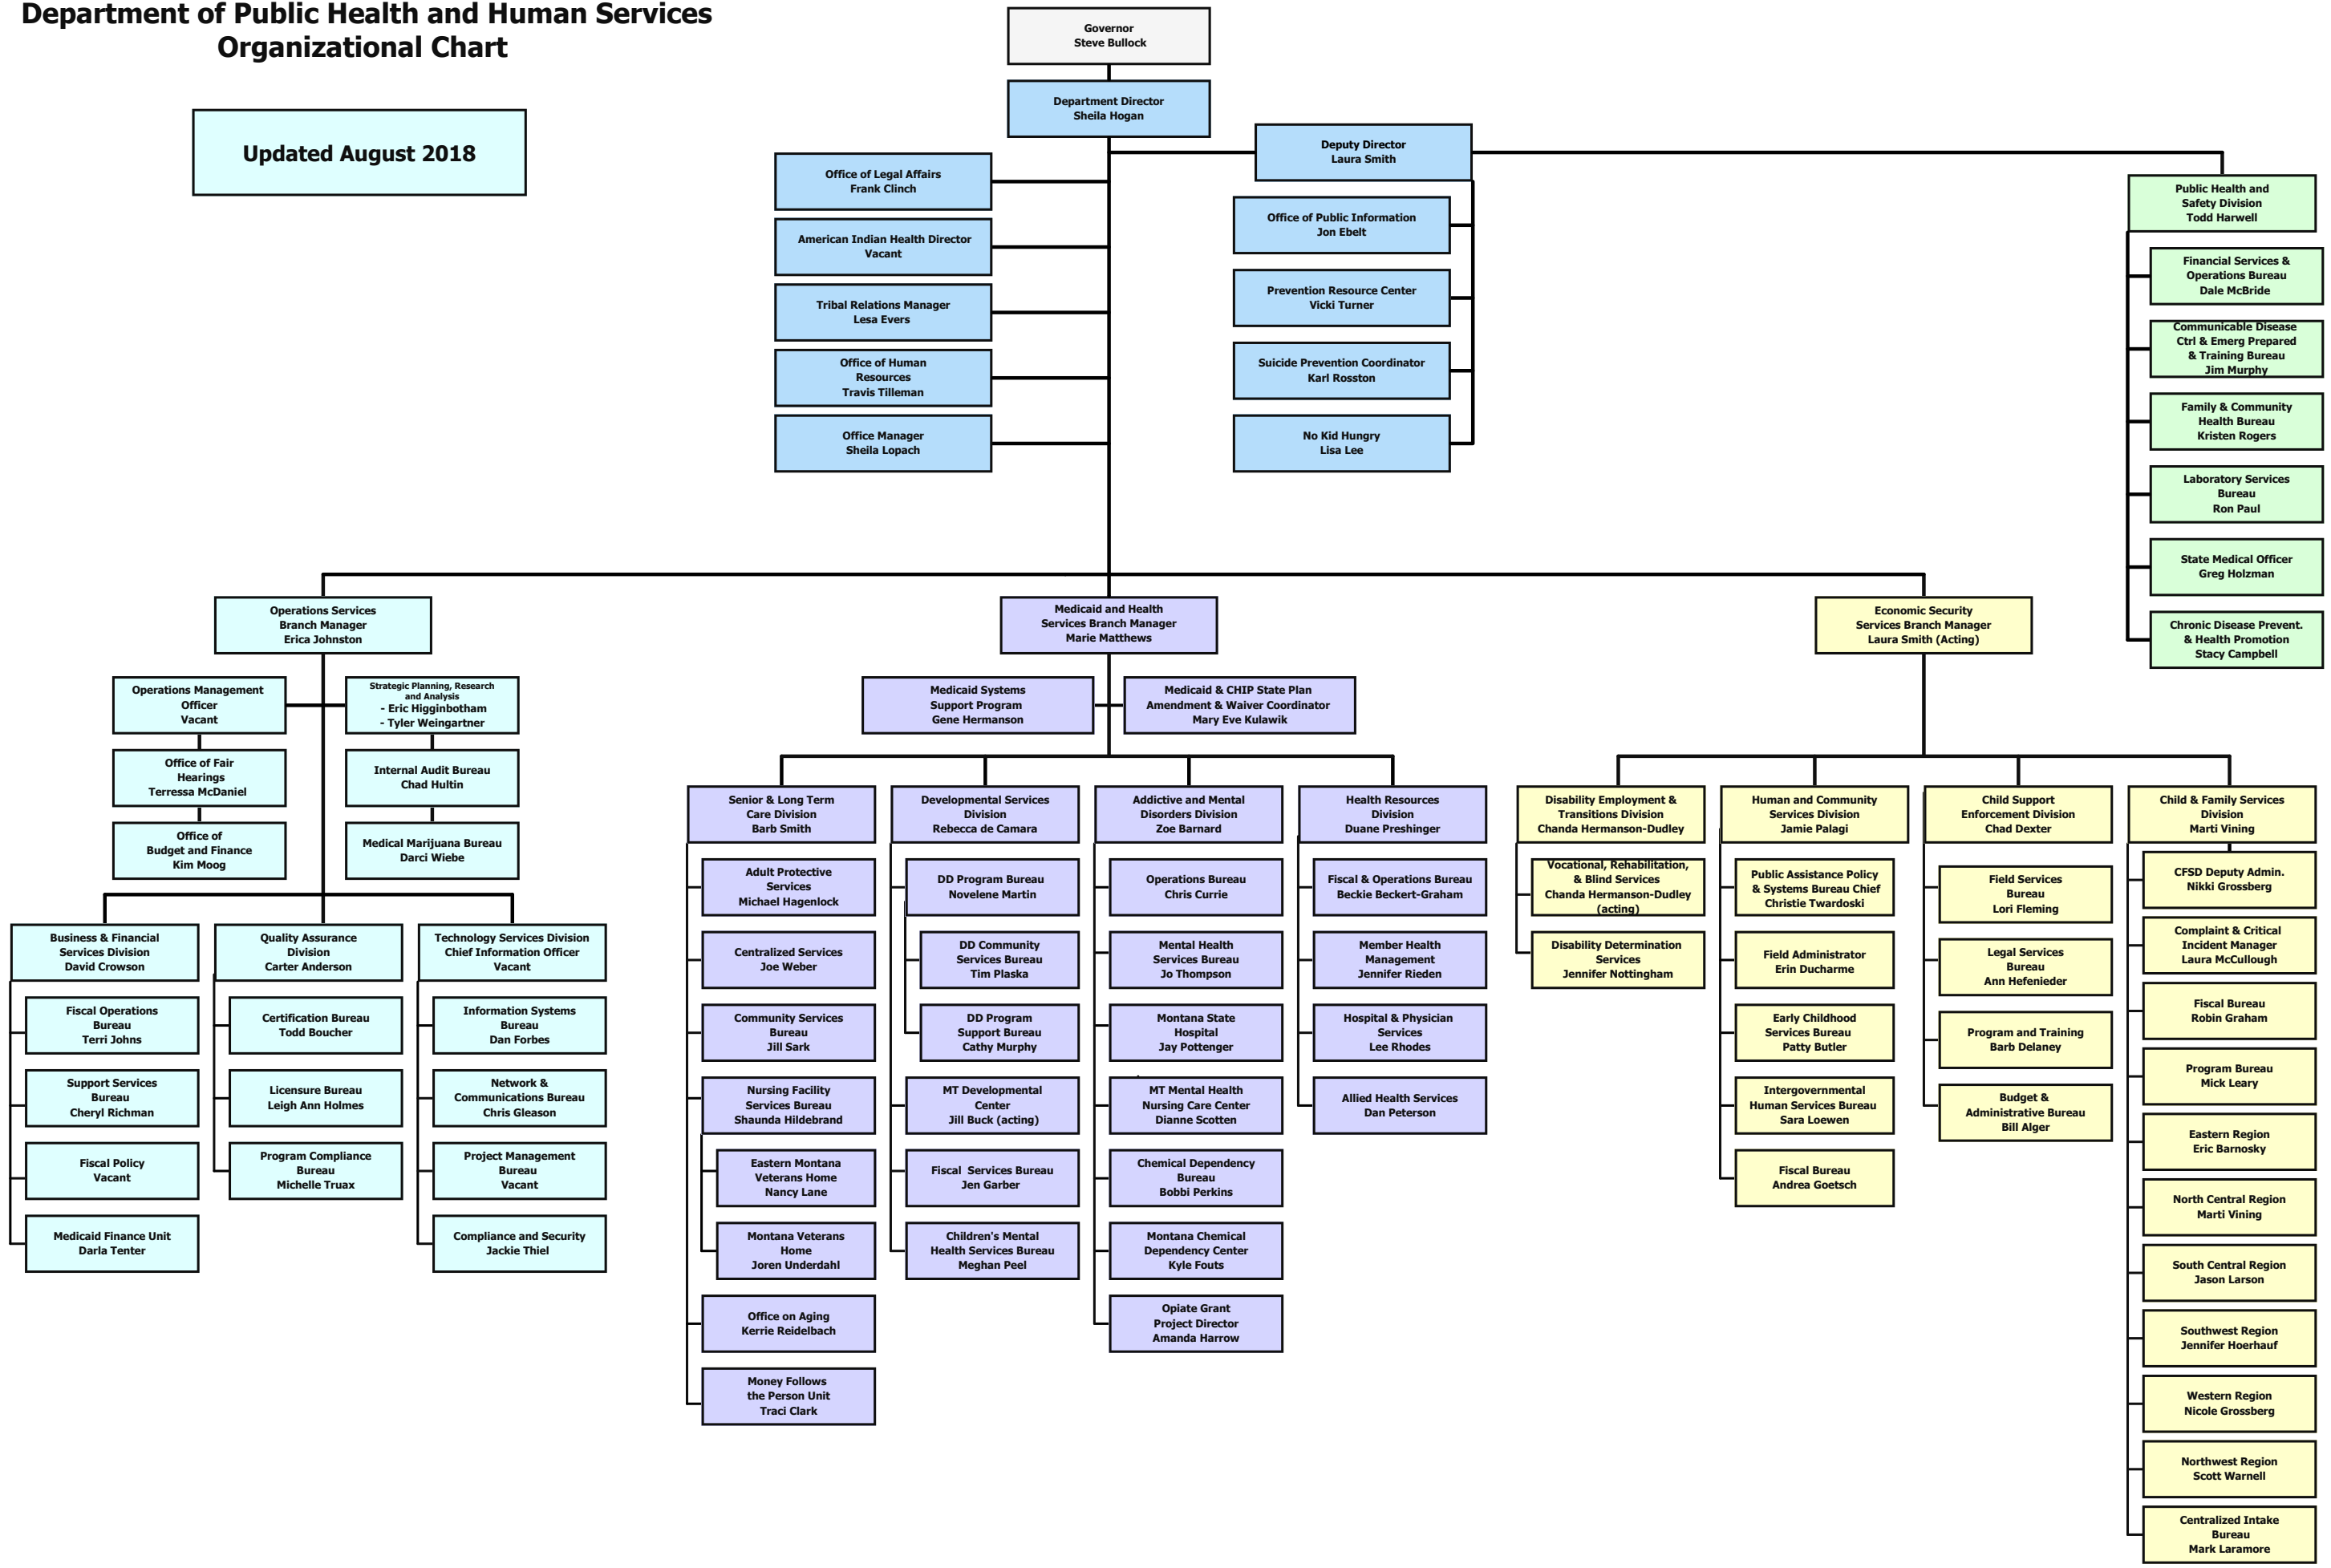 Department of Public Health and Human Services
Organizational Chart
Updated August 2018
Governor
Steve Bullock
Department Director
Sheila Hogan
Deputy Director
Laura Smith
Office of Legal Affairs
Frank Clinch
American Indian Health Director
Vacant
Tribal Relations Manager
Lesa Evers
Office of Human
Resources
Travis Tilleman
Office Manager
Sheila Lopach
Office of Public Information
Jon Ebelt
Prevention Resource Center
Vicki Turner
Suicide Prevention Coordinator
Karl Rosston
No Kid Hungry
Lisa Lee
Public Health and
Safety Division
Todd Harwell
Financial Services &
Operations Bureau
Dale McBride
Communicable Disease
Ctrl & Emerg Prepared
& Training Bureau
Jim Murphy
Family & Community
Health Bureau
Kristen Rogers
Laboratory Services
Bureau
Ron Paul
State Medical Officer
Greg Holzman
Chronic Disease Prevent.
& Health Promotion
Stacy Campbell
Operations Services
Branch Manager
Erica Johnston
Operations Management
Officer
Vacant
Strategic Planning, Research
and Analysis
- Eric Higginbotham
- Tyler Weingartner
Office of Fair
Hearings
Terressa McDaniel
Internal Audit Bureau
Chad Hultin
Office of
Budget and Finance
Kim Moog
Medical Marijuana Bureau
Darci Wiebe
Business & Financial
Services Division
David Crowson
Fiscal Operations
Bureau
Terri Johns
Support Services
Bureau
Cheryl Richman
Fiscal Policy
Vacant
Medicaid Finance Unit
Darla Tenter
Quality Assurance
Division
Carter Anderson
Certification Bureau
Todd Boucher
Licensure Bureau
Leigh Ann Holmes
Program Compliance
Bureau
Michelle Truax
Technology Services Division
Chief Information Officer
Vacant
Information Systems
Bureau
Dan Forbes
Network &
Communications Bureau
Chris Gleason
Project Management
Bureau
Vacant
Compliance and Security
Jackie Thiel
Medicaid and Health
Services Branch Manager
Marie Matthews
Medicaid Systems
Support Program
Gene Hermanson
Medicaid & CHIP State Plan
Amendment & Waiver Coordinator
Mary Eve Kulawik
Senior & Long Term
Care Division
Barb Smith
Adult Protective
Services
Michael Hagenlock
Centralized Services
Joe Weber
Community Services
Bureau
Jill Sark
Nursing Facility
Services Bureau
Shaunda Hildebrand
Eastern Montana
Veterans Home
Nancy Lane
Montana Veterans
Home
Joren Underdahl
Office on Aging
Kerrie Reidelbach
Money Follows
the Person Unit
Traci Clark
Developmental Services
Division
Rebecca de Camara
DD Program Bureau
Novelene Martin
DD Community
Services Bureau
Tim Plaska
DD Program
Support Bureau
Cathy Murphy
MT Developmental
Center
Jill Buck (acting)
Fiscal Services Bureau
Jen Garber
Children's Mental
Health Services Bureau
Meghan Peel
Addictive and Mental
Disorders Division
Zoe Barnard
Operations Bureau
Chris Currie
Mental Health
Services Bureau
Jo Thompson
Montana State
Hospital
Jay Pottenger
MT Mental Health
Nursing Care Center
Dianne Scotten
Chemical Dependency
Bureau
Bobbi Perkins
Montana Chemical
Dependency Center
Kyle Fouts
Opiate Grant
Project Director
Amanda Harrow
Health Resources
Division
Duane Preshinger
Fiscal & Operations Bureau
Beckie Beckert-Graham
Member Health
Management
Jennifer Rieden
Hospital & Physician
Services
Lee Rhodes
Allied Health Services
Dan Peterson
Economic Security
Services Branch Manager
Laura Smith (Acting)
Disability Employment &
Transitions Division
Chanda Hermanson-Dudley
Vocational, Rehabilitation,
& Blind Services
Chanda Hermanson-Dudley
(acting)
Disability Determination
Services
Jennifer Nottingham
Human and Community
Services Division
Jamie Palagi
Public Assistance Policy
& Systems Bureau Chief
Christie Twardoski
Field Administrator
Erin Ducharme
Early Childhood
Services Bureau
Patty Butler
Intergovernmental
Human Services Bureau
Sara Loewen
Fiscal Bureau
Andrea Goetsch
Child Support
Enforcement Division
Chad Dexter
Field Services
Bureau
Lori Fleming
Legal Services
Bureau
Ann Hefenieder
Program and Training
Barb Delaney
Budget &
Administrative Bureau
Bill Alger
Child & Family Services
Division
Marti Vining
CFSD Deputy Admin.
Nikki Grossberg
Complaint & Critical
Incident Manager
Laura McCullough
Fiscal Bureau
Robin Graham
Program Bureau
Mick Leary
Eastern Region
Eric Barnosky
North Central Region
Marti Vining
South Central Region
Jason Larson
Southwest Region
Jennifer Hoerhauf
Western Region
Nicole Grossberg
Northwest Region
Scott Warnell
Centralized Intake
Bureau
Mark Laramore